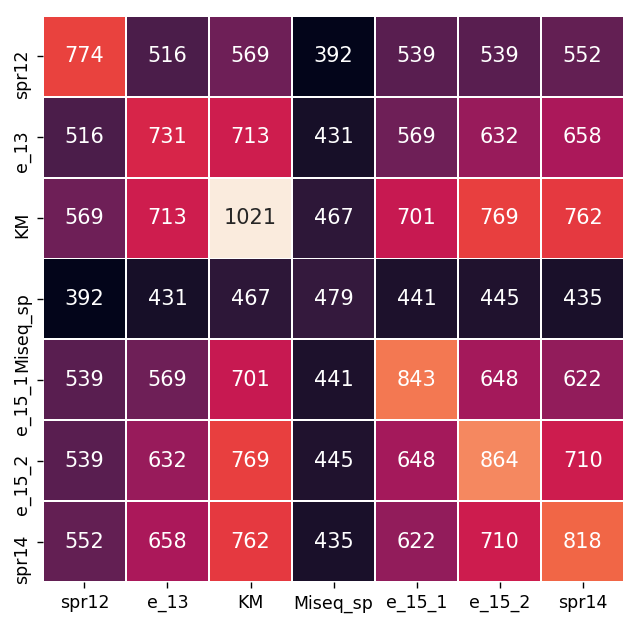 spr12 774 516 569 392 539 539 552
e_13 516 731 713 431 569 632 658
KM 569 713 1021 467 701 769 762
Miseq_sp 392 431 467 479 441 445 435
e_15_1 539 569 701 441 843 648 622
e_15_2 539 632 769 445 648 864 710
spr14 552 658 762 435 622 710 818
spr12 e_13 KM Miseq_sp e_15_1 e_15_2 spr14